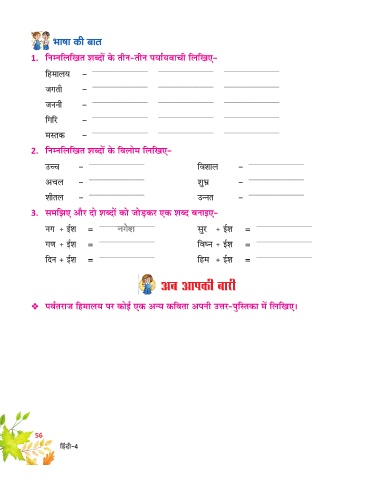 भाषा की बात
1. निम्नलिखित शब्दों के तीन-तीन पर्यायवाची लिखिए-
हिमालय –
जगती –
जननी –
गिरि –
मस्तक –
2. निम्नलिखित शब्दों के विलोम लिखिए-
उच्च – विशाल –
अचल – शुभ्र –
शीतल – उन्नत –
3. समझिए और दो शब्दों को जोड़कर एक शब्द बनाइए-
नग + ईश = नगेश सुर + ईश =
गण + ईश = विघ्न + ईश =
दिन + ईश = हिम + ईश =
अब आपकी बारी
❖ पर्वतराज हिमालय पर कोई एक अन्य कविता अपनी उत्तर-पुस्तिका में लिखिए।
56
हिंदी-4